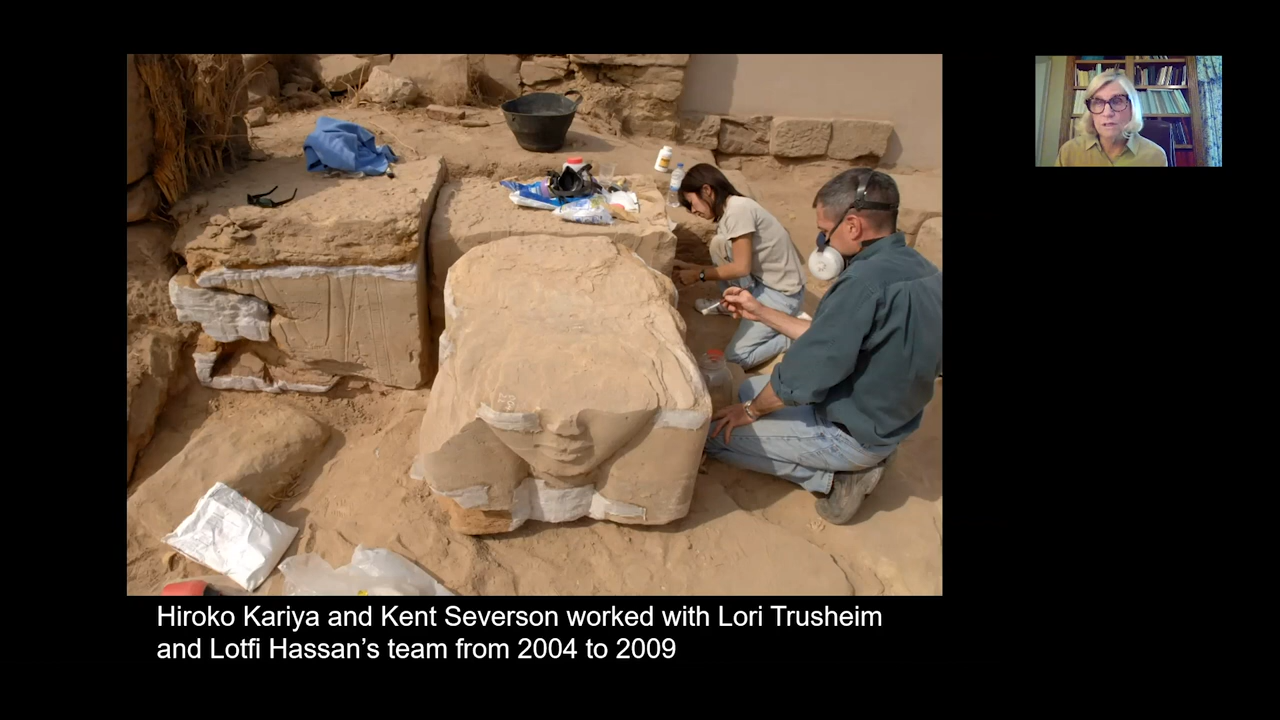 Hiroko Kariya and Kent Severson worked with Lori Trusheim
and Lotfi Hassan's team from 2004 to 2009